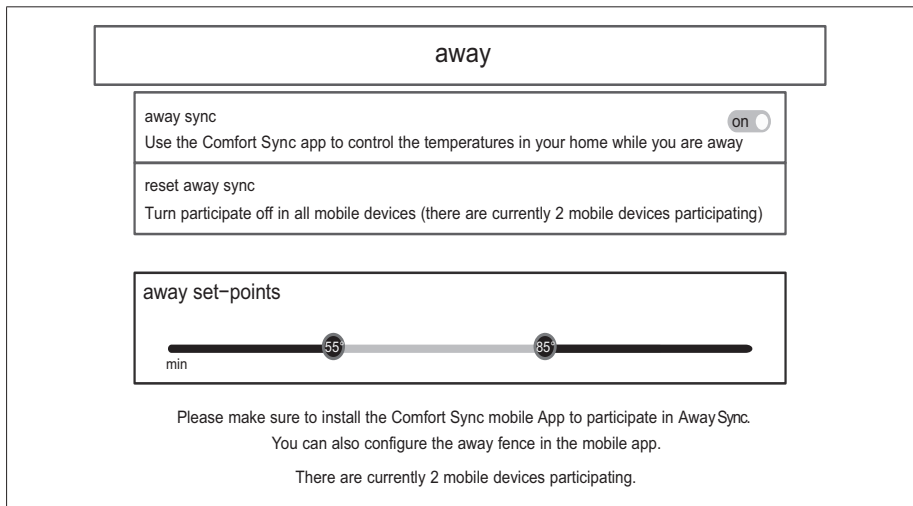 away
away sync
on
Use the Comfort Sync app to control the temperatures in your home while you are away
reset away sync
Turn participate off in all mobile devices (there are currently 2 mobile devices participating)
away set−points
55°
85°
min
Please make sure to install the Comfort Sync mobile App to participate in Away Sync.
You can also configure the away fence in the mobile app.
There are currently 2 mobile devices participating.